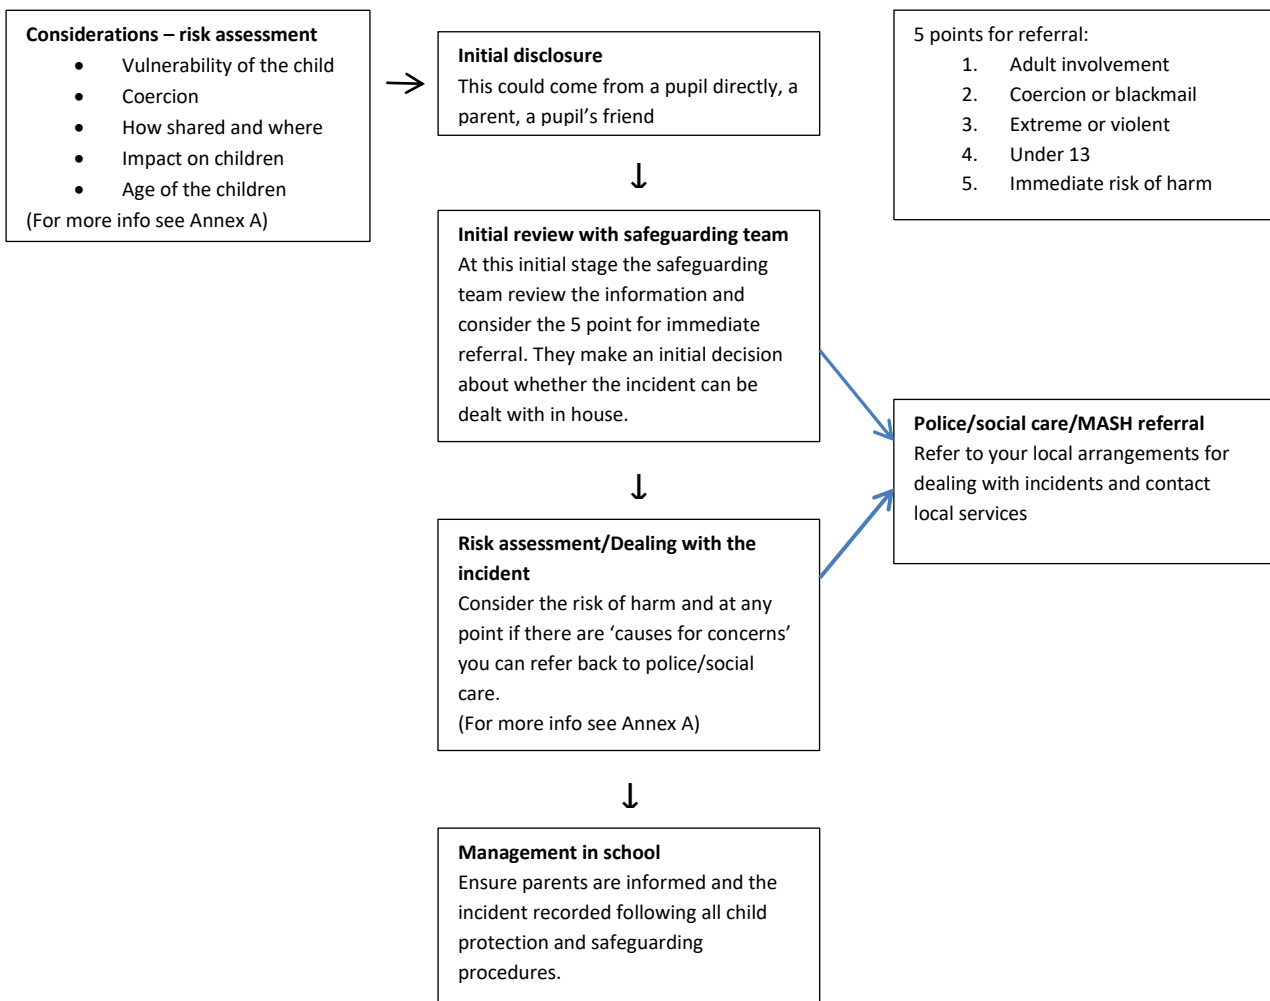 Considerations – risk assessment
• Vulnerability of the child
• Coercion
• How shared and where
• Impact on children
• Age of the children
(For more info see Annex A)
Initial disclosure
This could come from a pupil directly, a
parent, a pupil’s friend
5 points for referral:
1. Adult involvement
2. Coercion or blackmail
3. Extreme or violent
4. Under 13
5. Immediate risk of harm
Initial review with safeguarding team
At this initial stage the safeguarding
team review the information and
consider the 5 point for immediate
referral. They make an initial decision
about whether the incident can be
dealt with in house.
Police/social care/MASH referral
Refer to your local arrangements for
dealing with incidents and contact
local services
Risk assessment/Dealing with the
incident
Consider the risk of harm and at any
point if there are ‘causes for concerns’
you can refer back to police/social
care.
(For more info see Annex A)
Management in school
Ensure parents are informed and the
incident recorded following all child
protection and safeguarding
procedures.